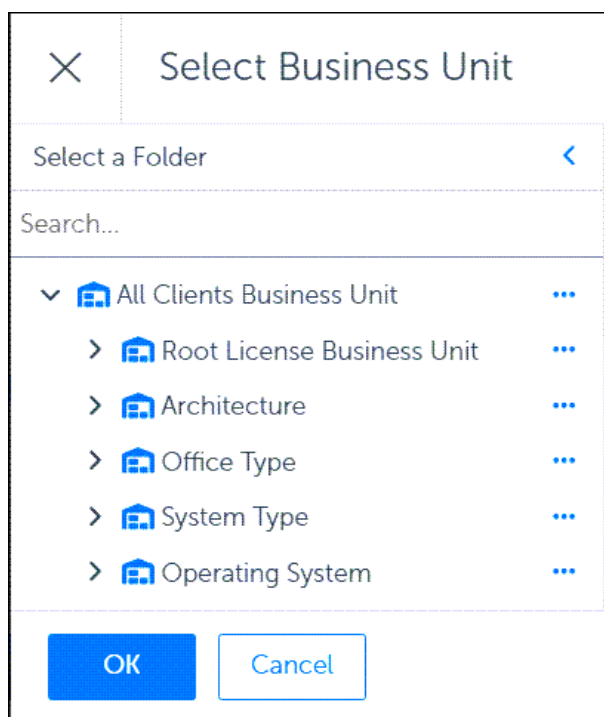 Select Business Unit
Select a Folder
Search...
All Clients Business Unit
Root License Business Unit
Architecture
Office Type
System Type
Operating System
OK Cancel